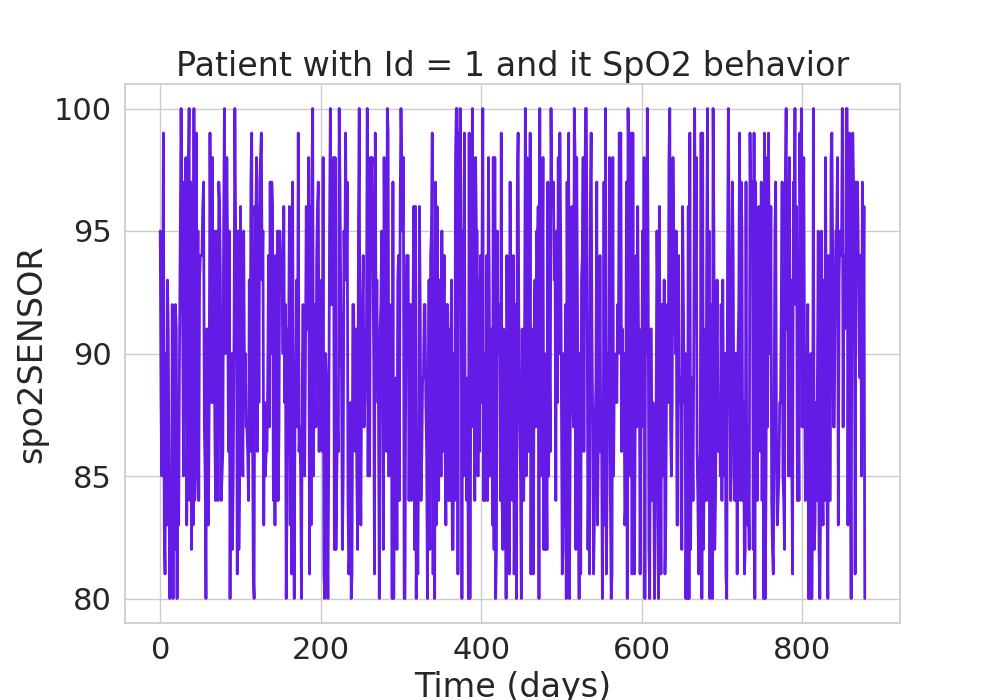 Patient with Id = 1 and it SpO2 behavior
100
95
90
85
80
spo2SENSOR
0 200 400 600 800
Time (days)